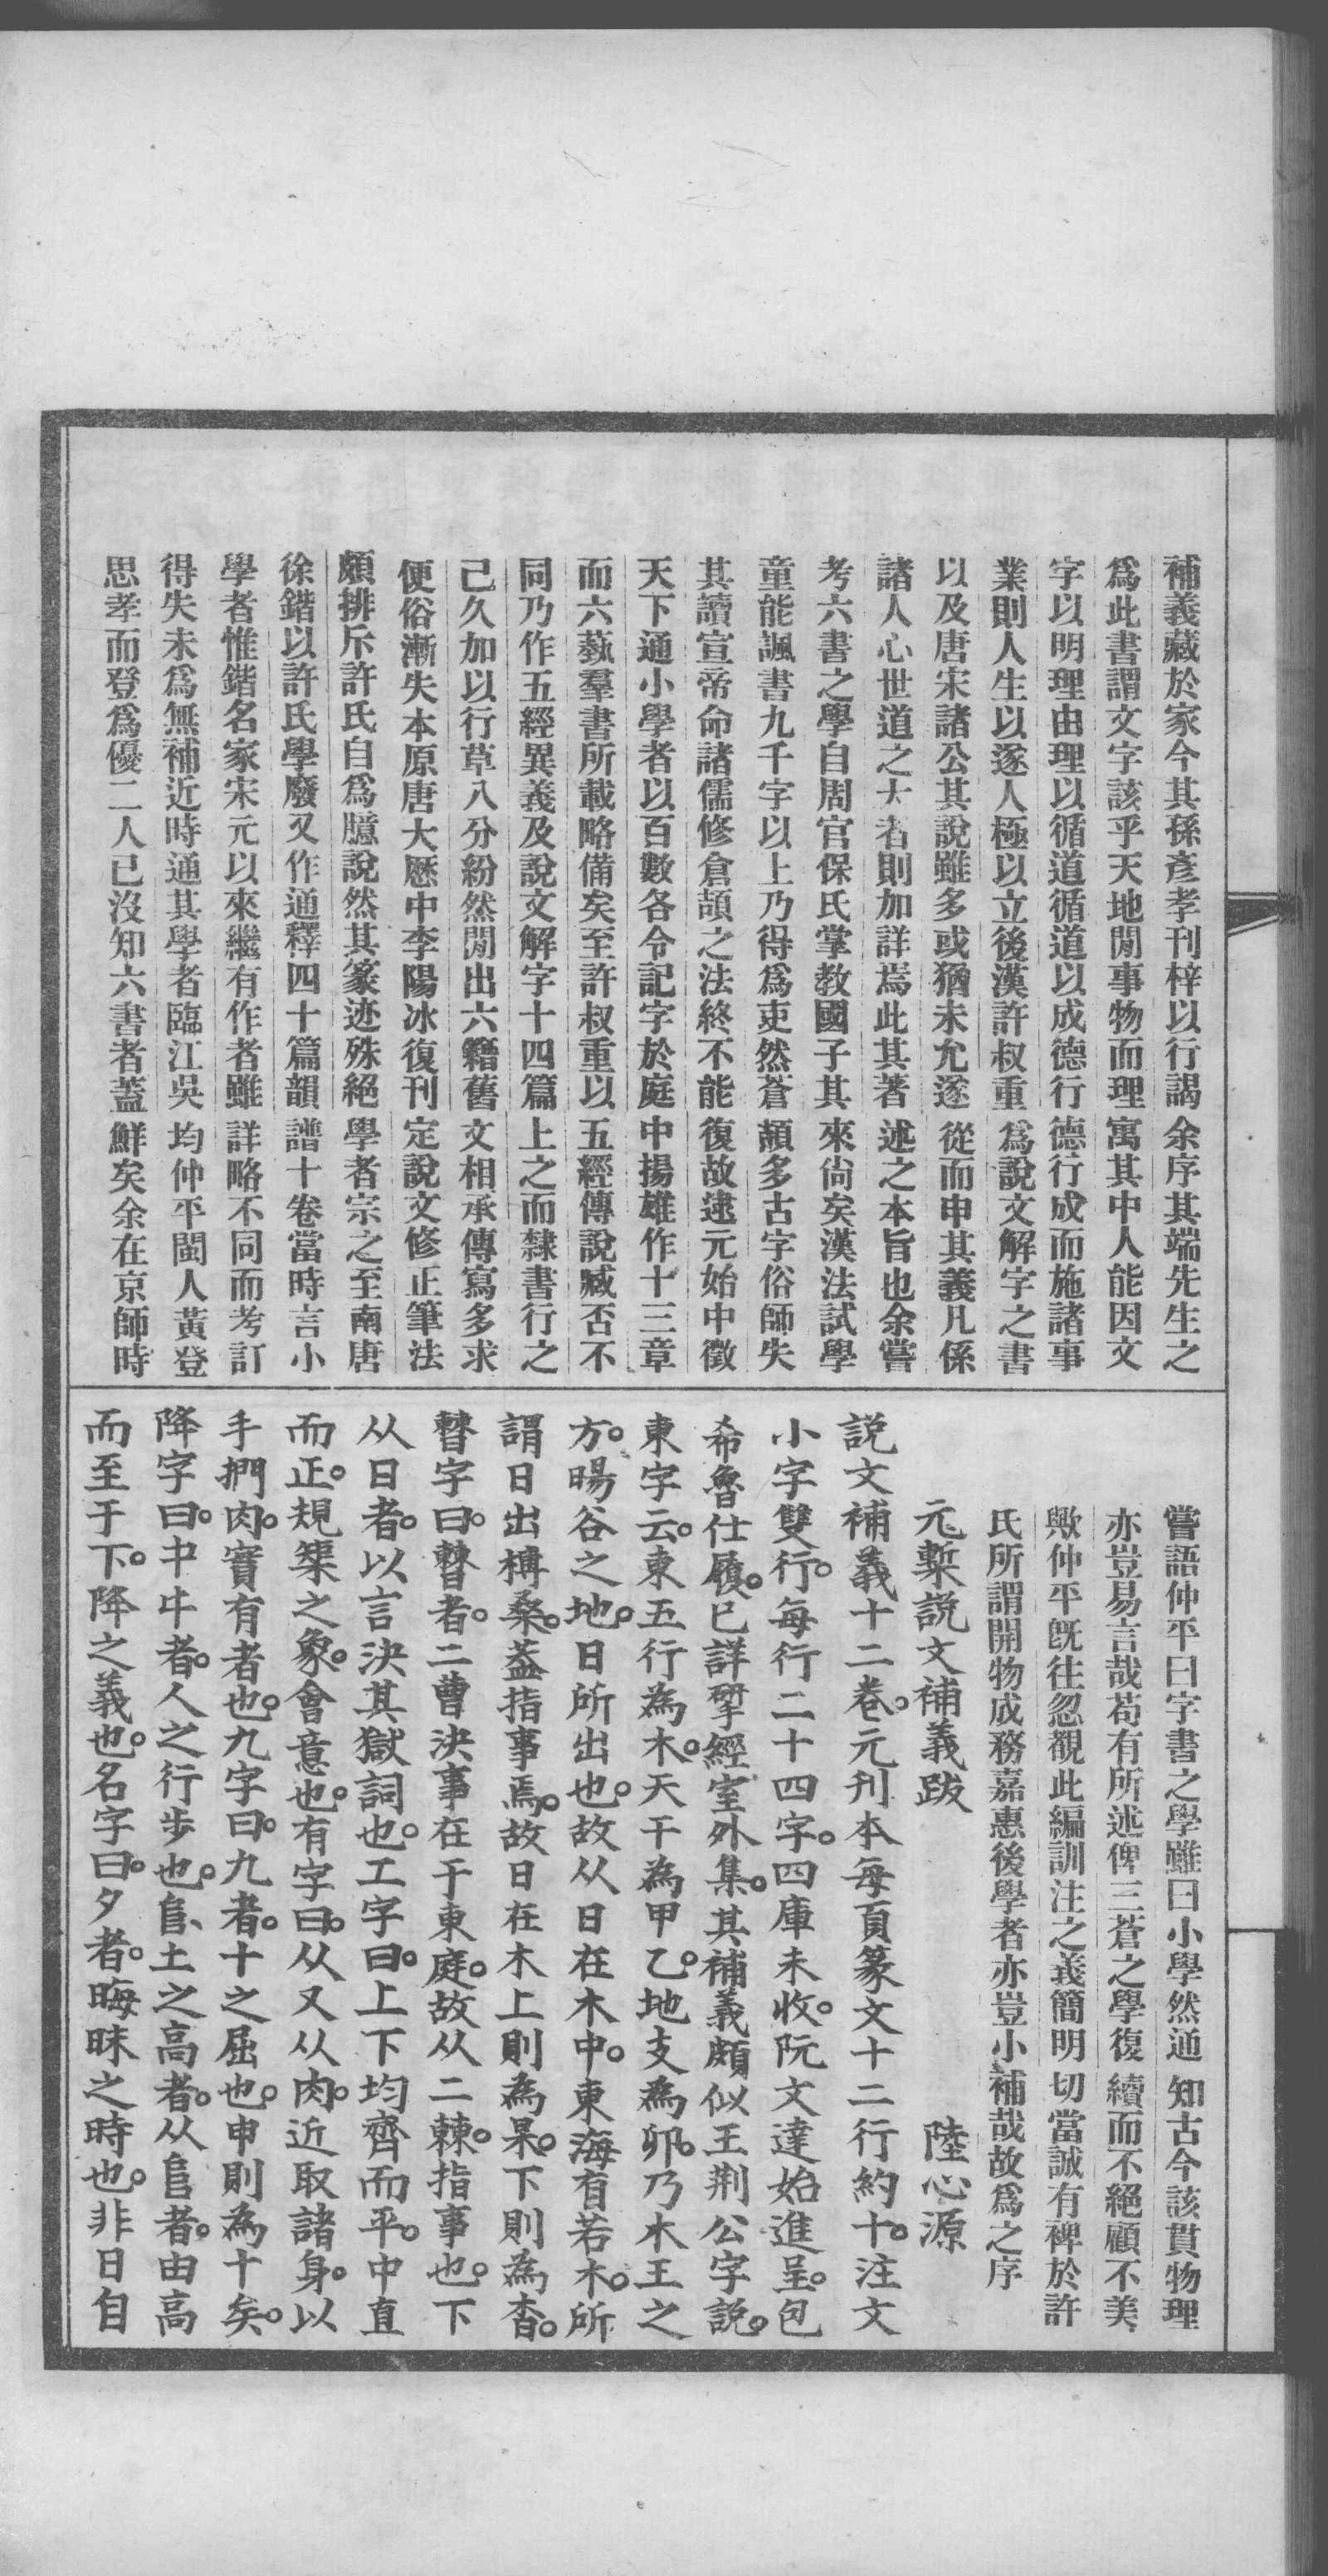 補義藏於家今其孫彥孝刊梓以行謁余序其端先生之
爲此書謂文字該乎天地閒事物而理寓其中人能因文
字以明理由理以循道循道以成德行德行成而施諸事
業則人生以遂人極以立後漢許叔重爲說文解字之書
以及唐宋諸公其說雖多或猶未允遂從而申其義凡係
諸人心世道之大者則加詳焉此其著述之本旨也余嘗
考六書之學自周官保氏掌教國子其來尙矣漢法試學
童能諷書九千字以上乃得爲吏然蒼頡多古字俗師失
其讀宣帝命諸儒修倉頡之法終不能復故逮元始中徵
天下通小學者以百數各令記字於庭中揚雄作十三章
而六藝羣書所載略備矣至許叔重以五經傳說臧否不
同乃作五經異義及說文解字十四篇上之而隸書行之
己久加以行草八分紛然閒出六籍舊文相承傳寫多求
便俗漸失本原唐大厯中李陽冰復刊定說文修正筆法
頗排斥許氏自爲臆說然其篆迹殊絕學者宗之至南唐
徐鍇以許氏學廢又作通釋四十篇韻譜十卷當時言小
學者惟鍇名家宋元以來繼有作者雖詳略不同而考訂
得失未爲無補近時通其學者臨江吳均仲平閩人黃登
思孝而登爲優二人已沒知六書者蓋鮮矣余在京師時
嘗語仲平曰字書之學雖曰小學然通知古今該貫物理
亦豈易言哉苟有所述俾三蒼之學復續而不絕顧不美
歟仲平旣往忽覩此編訓注之義簡明切當誠有裨於許
氏所謂開物成務嘉惠後學者亦豈小補哉故爲之序
元槧說文補義跋　陸心源
說文補義十二卷。元刊本每頁篆文十二行約十。注文
小字雙行。每行二十四字。四庫未收。阮文達始進呈。包
希魯仕履。已詳揅經室外集。其補義頗似王荆公字說。
東字云。東五行為木。天干為甲乙。地支為卯。乃木王之
方。暘谷之地。日所出也。故从日在木中。東海有若木。所
謂日出榑桑。葢指事焉。故日在木上則為杲。下則為杳。
㬱字曰。㬱者。二曹決事在于東庭。故从二東。指事也。下
从日者。以言決其獄詞也。工字曰。上下均齊而平。中直
而正。規榘之象。會意也。有字曰。从又从肉。近取諸身。以
手捫肉。實有者也。九字曰。九者。十之屈也。申則為十矣。
降字曰。㐄者。人之行步也。𨸏土之高者。从𨸏者。由高
而至于下。降之義也。名字曰。夕者。晦昧之時也。非日自